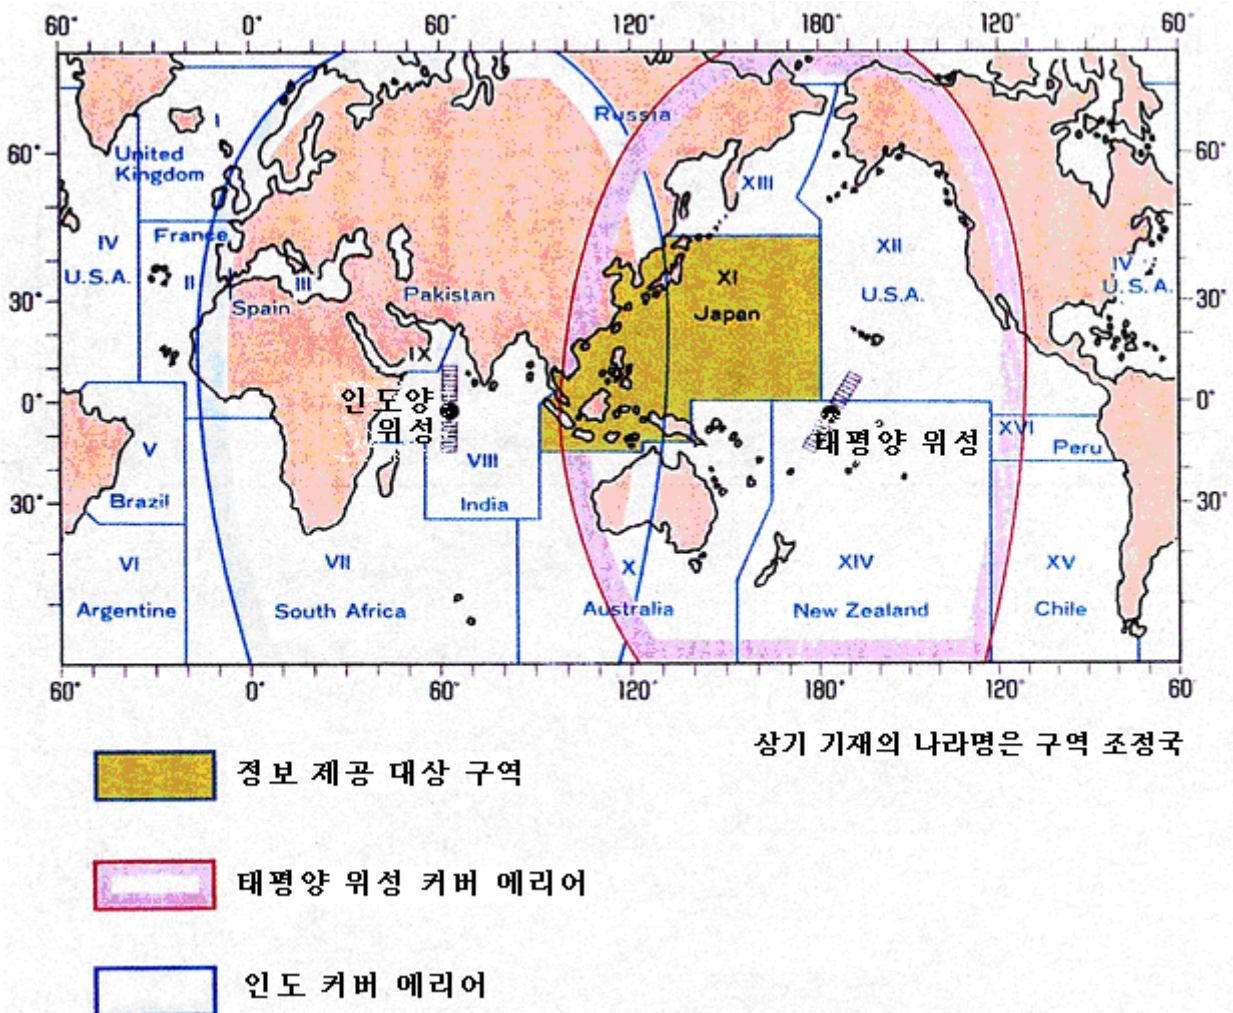 60° 0° 60° 120° 180° 120° 60°
I
Russia
United
Kingdom
60° 60°
XIII
France
IV
XII
U.S.A.
II
III
XI
IV
U.S.A.
Pakistan
U.S.A.
30° 30°
Spain
Japan
IX
0° 0°
인도양
위성
태평양 위성
XVI
V
VIII
Peru
Brazil
India
30° 30°
VI
VII
X
XIV
XV
Argentine
South Africa
Australia
New Zealand
Chile
60° 0° 60° 120° 180° 120° 60°
상기 기재의 나라명은 구역 조정국
정보 제공 대상 구역
태평양 위성 커버 에리어
인도 커버 에리어